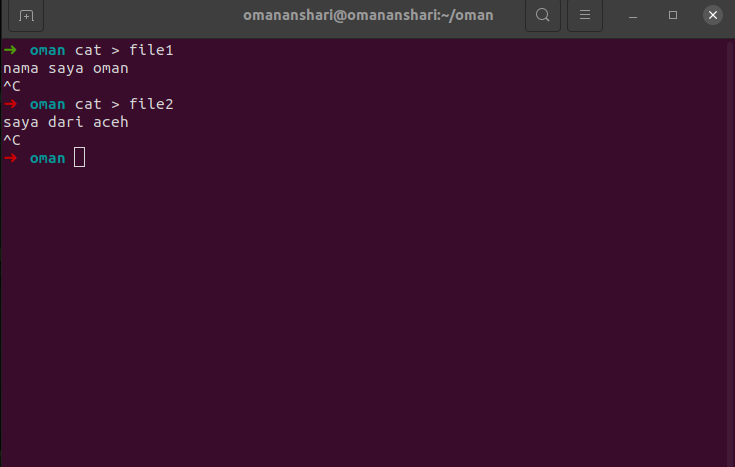 omananshari@omananshari:~/oman
➜ oman cat > file1
nama saya oman
^C
➜ oman cat > file2
saya dari aceh
^C
➜ oman